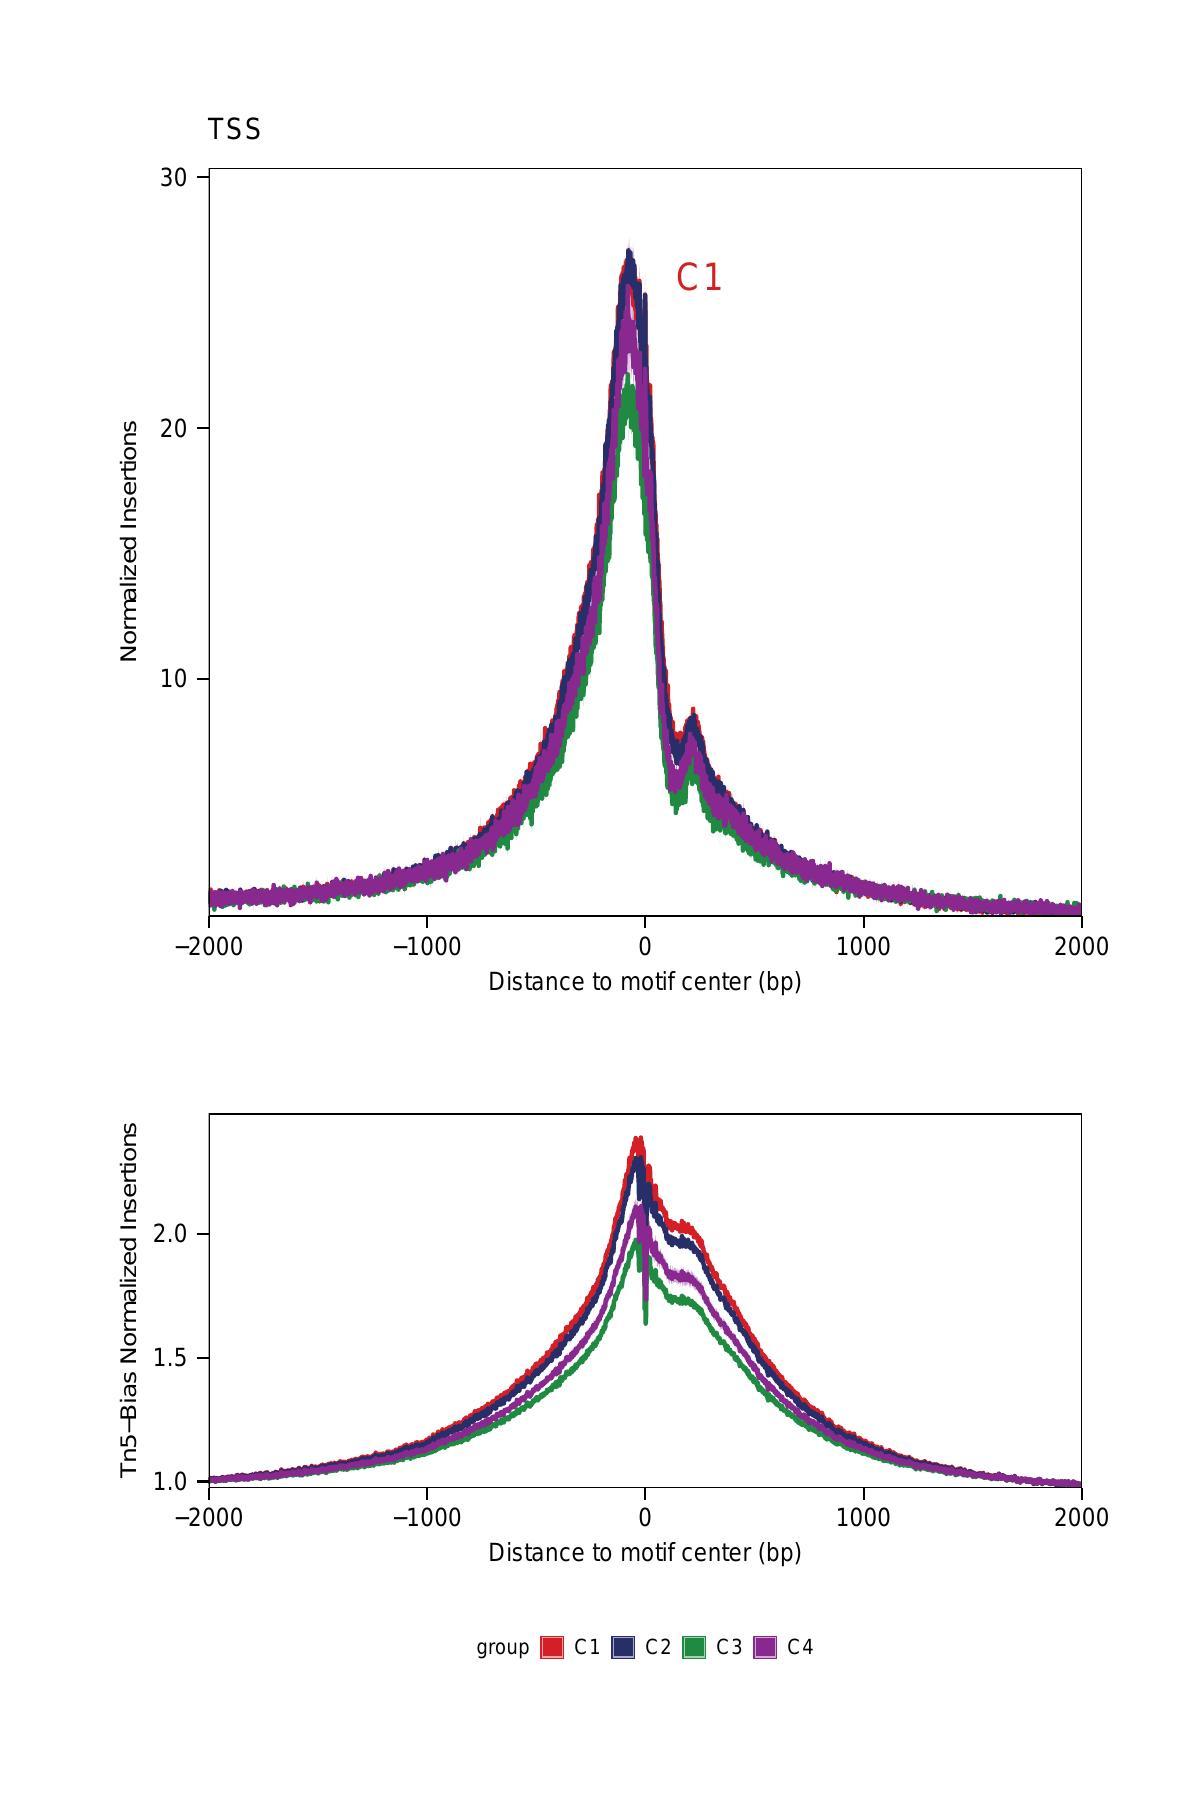 TSS
30
C1
20
Normalized Insertions
10
−2000 −1000 0 1000 2000
Distance to motif center (bp)
Tn5−Bias Normalized Insertions
2.0
1.5
1.0
−2000 −1000 0 1000 2000
Distance to motif center (bp)
group C1 C2 C3 C4